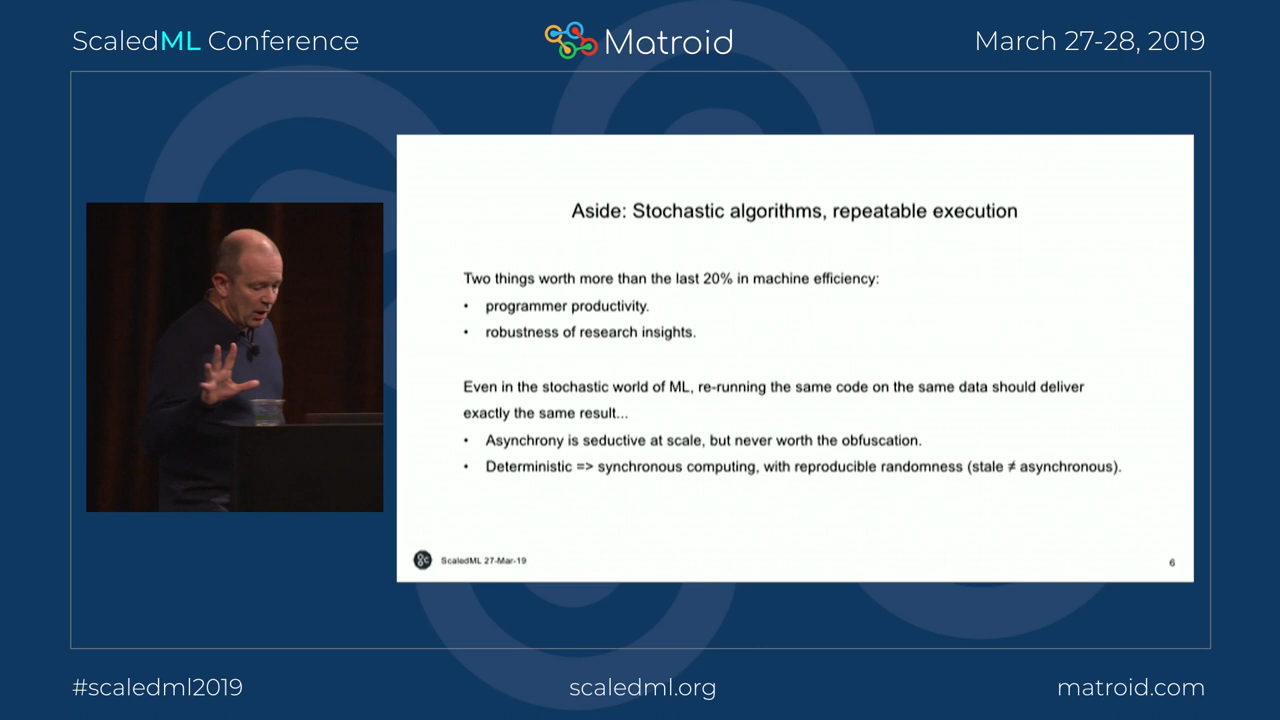 ScaledML Conference
Matroid
March 27-28, 2019
Aside: Stochastic algorithms, repeatable execution
Two things worth more than the last 20% in machine efficiency:
• programmer productivity.
• robustness of research insights.
Even in the stochastic world of ML, re-running the same code on the same data should deliver
exactly the same result...
• Asynchrony is seductive at scale, but never worth the obfuscation.
• Deterministic => synchronous computing, with reproducible randomness (stale ≠ asynchronous).
ScaledML 27-Mar-19
6
#scaledml2019
scaledml.org
matroid.com